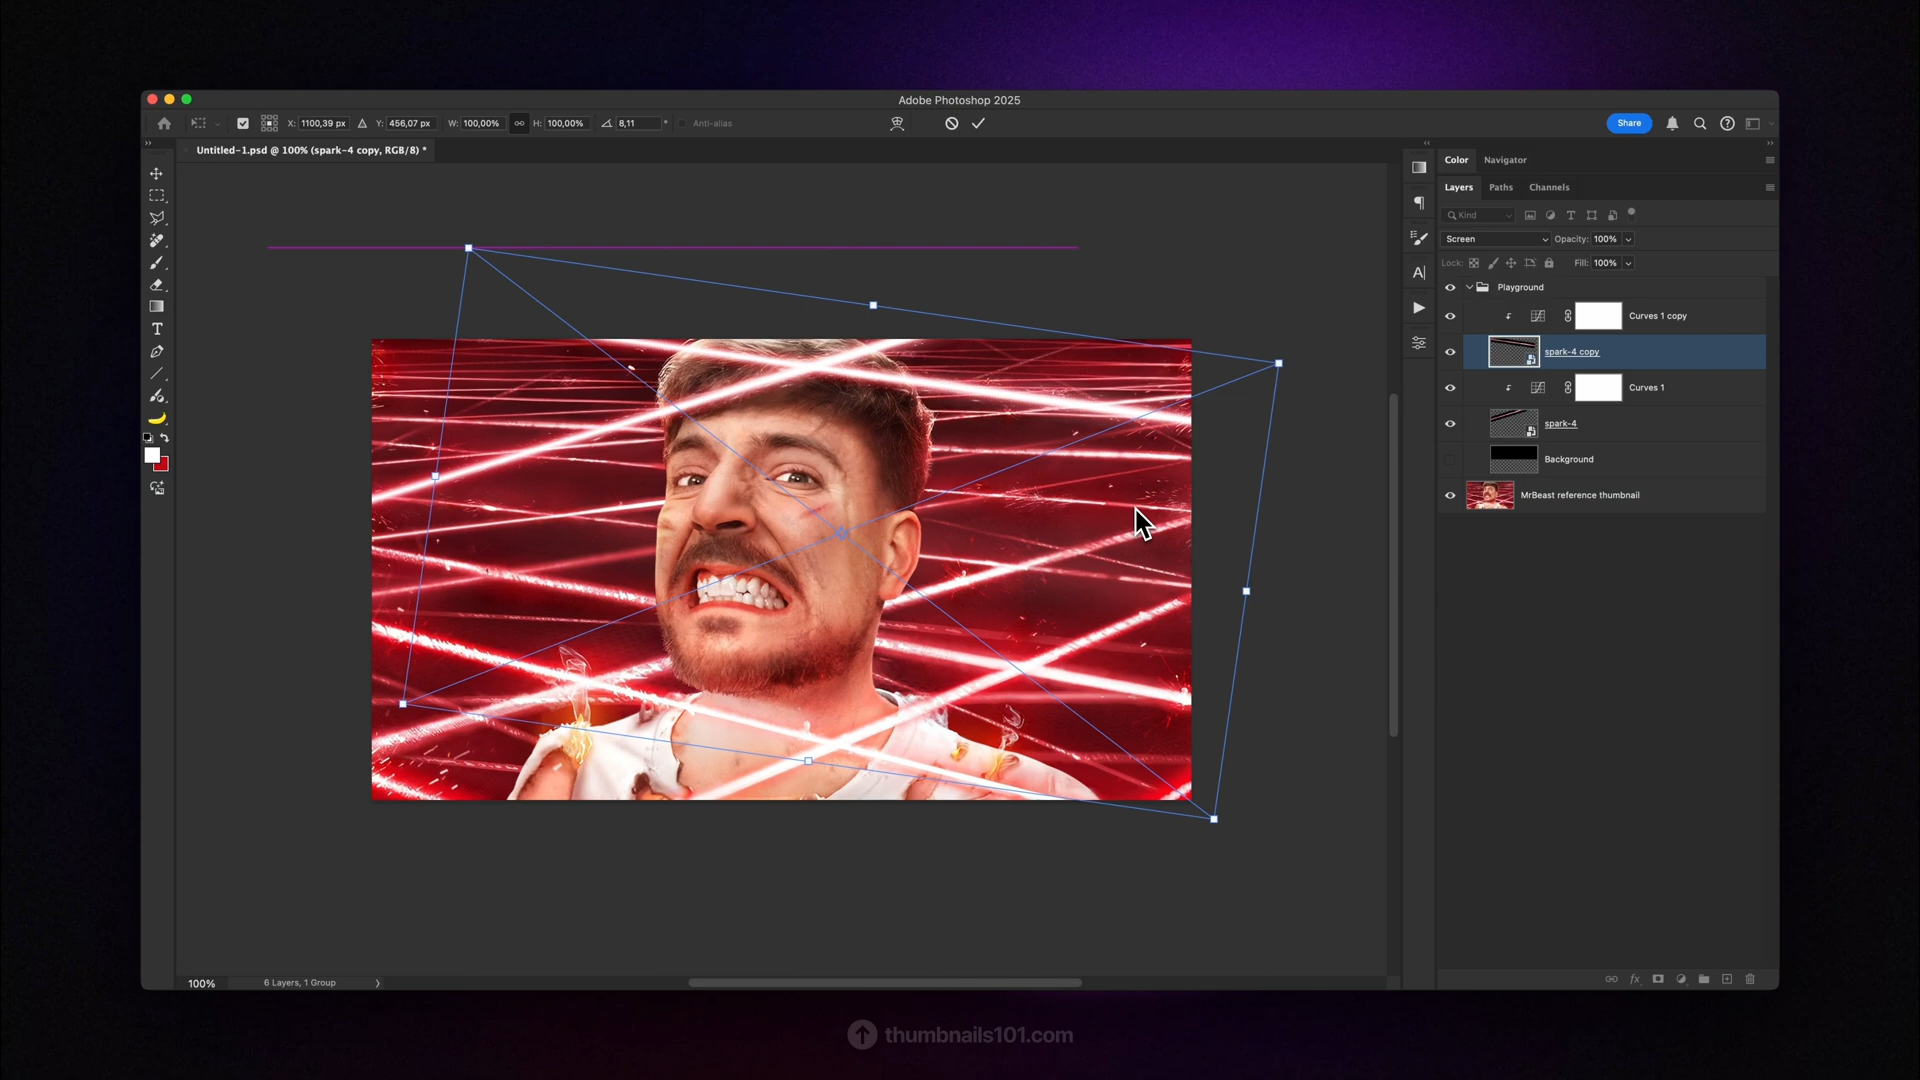 Adobe Photoshop 2025
X: 1100,39 px Y: 456,07 px W: 100,00% H: 100,00% 8,11 ° Anti-alias
Share
Untitled-1.psd @ 100% (spark-4 copy, RGB/8) *
Color Navigator
Layers Paths Channels
Kind
Screen Opacity: 100%
Lock: Fill: 100%
Playground
Curves 1 copy
spark-4 copy
Curves 1
spark-4
Background
MrBeast reference thumbnail
100% 6 Layers, 1 Group
thumbnails101.com